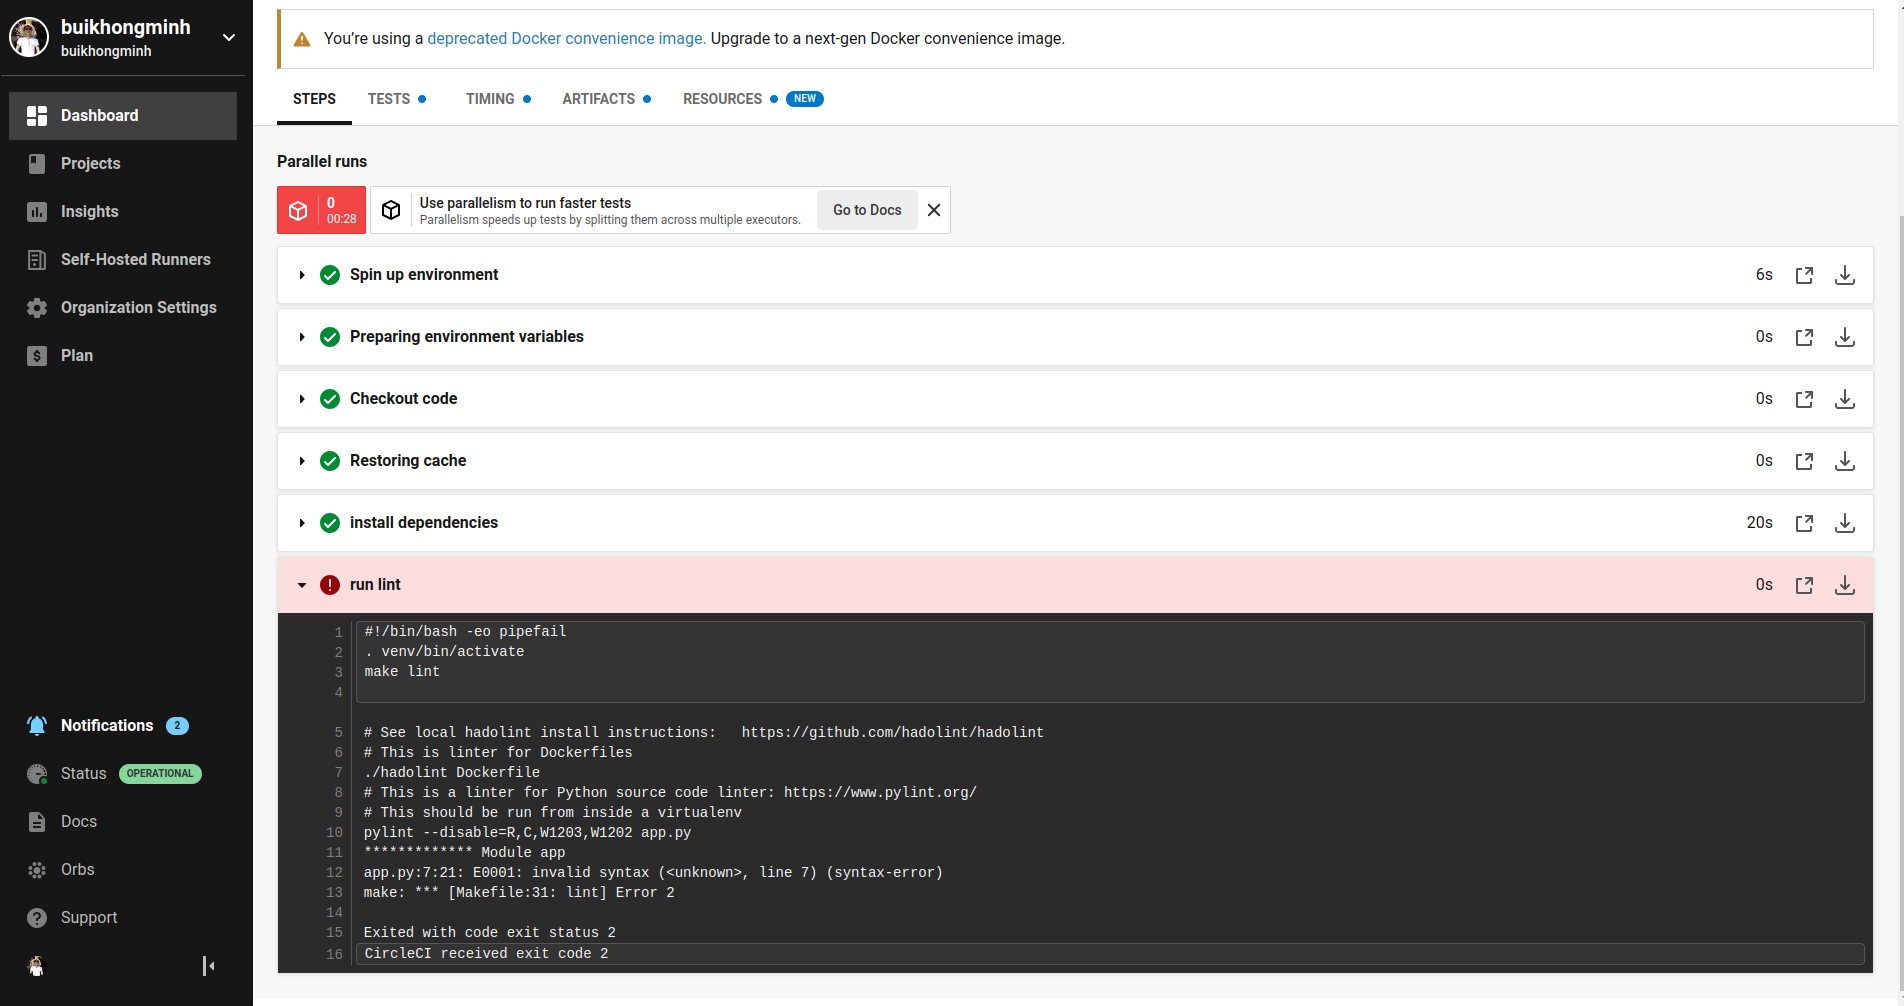 buikhongminh
buikhongminh
Dashboard
Projects
Insights
Self-Hosted Runners
Organization Settings
Plan
Notifications 2
Status OPERATIONAL
Docs
Orbs
Support
You’re using a deprecated Docker convenience image. Upgrade to a next-gen Docker convenience image.
STEPS TESTS TIMING ARTIFACTS RESOURCES NEW
Parallel runs
0
00:28
Use parallelism to run faster tests
Parallelism speeds up tests by splitting them across multiple executors.
Go to Docs
Spin up environment 6s
Preparing environment variables 0s
Checkout code 0s
Restoring cache 0s
install dependencies 20s
run lint 0s
1 #!/bin/bash -eo pipefail
2 . venv/bin/activate
3 make lint
4
5 # See local hadolint install instructions:   https://github.com/hadolint/hadolint
6 # This is linter for Dockerfiles
7 ./hadolint Dockerfile
8 # This is a linter for Python source code linter: https://www.pylint.org/
9 # This should be run from inside a virtualenv
10 pylint --disable=R,C,W1203,W1202 app.py
11 ************* Module app
12 app.py:7:21: E0001: invalid syntax (<unknown>, line 7) (syntax-error)
13 make: *** [Makefile:31: lint] Error 2
14
15 Exited with code exit status 2
16 CircleCI received exit code 2